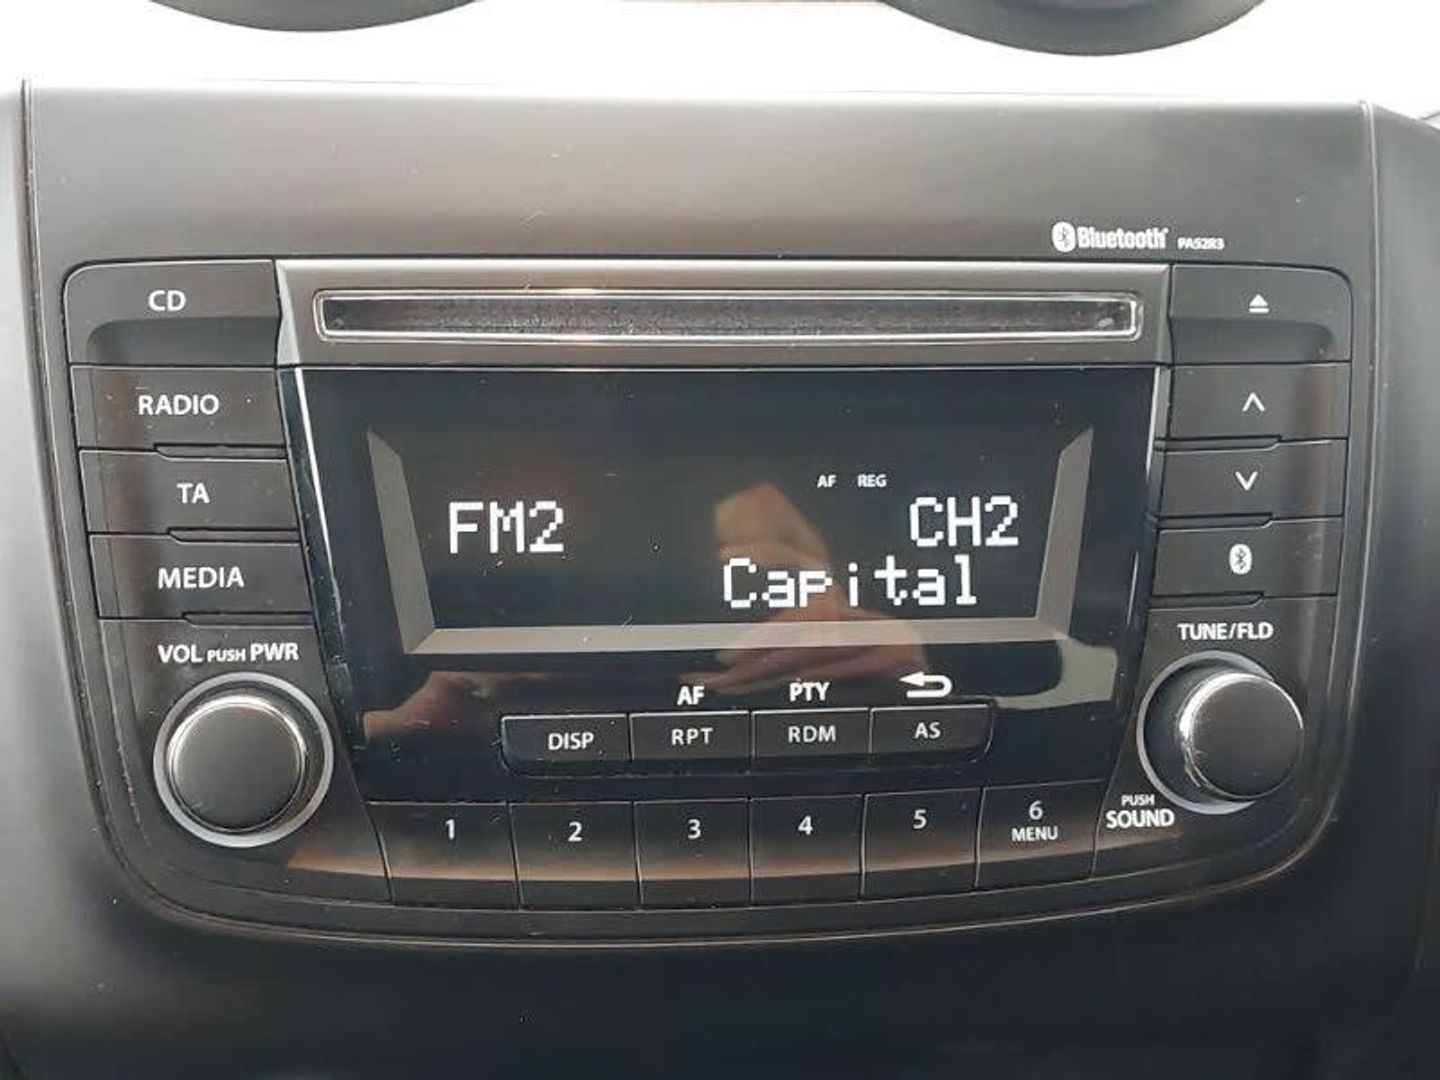 Bluetooth PA52R3
CD
RADIO
TA
MEDIA
VOL PUSH PWR
AF REG
FM2 CH2
Capital
AF PTY
DISP RPT RDM AS
1 2 3 4 5 6
MENU
TUNE/FLD
PUSH
SOUND